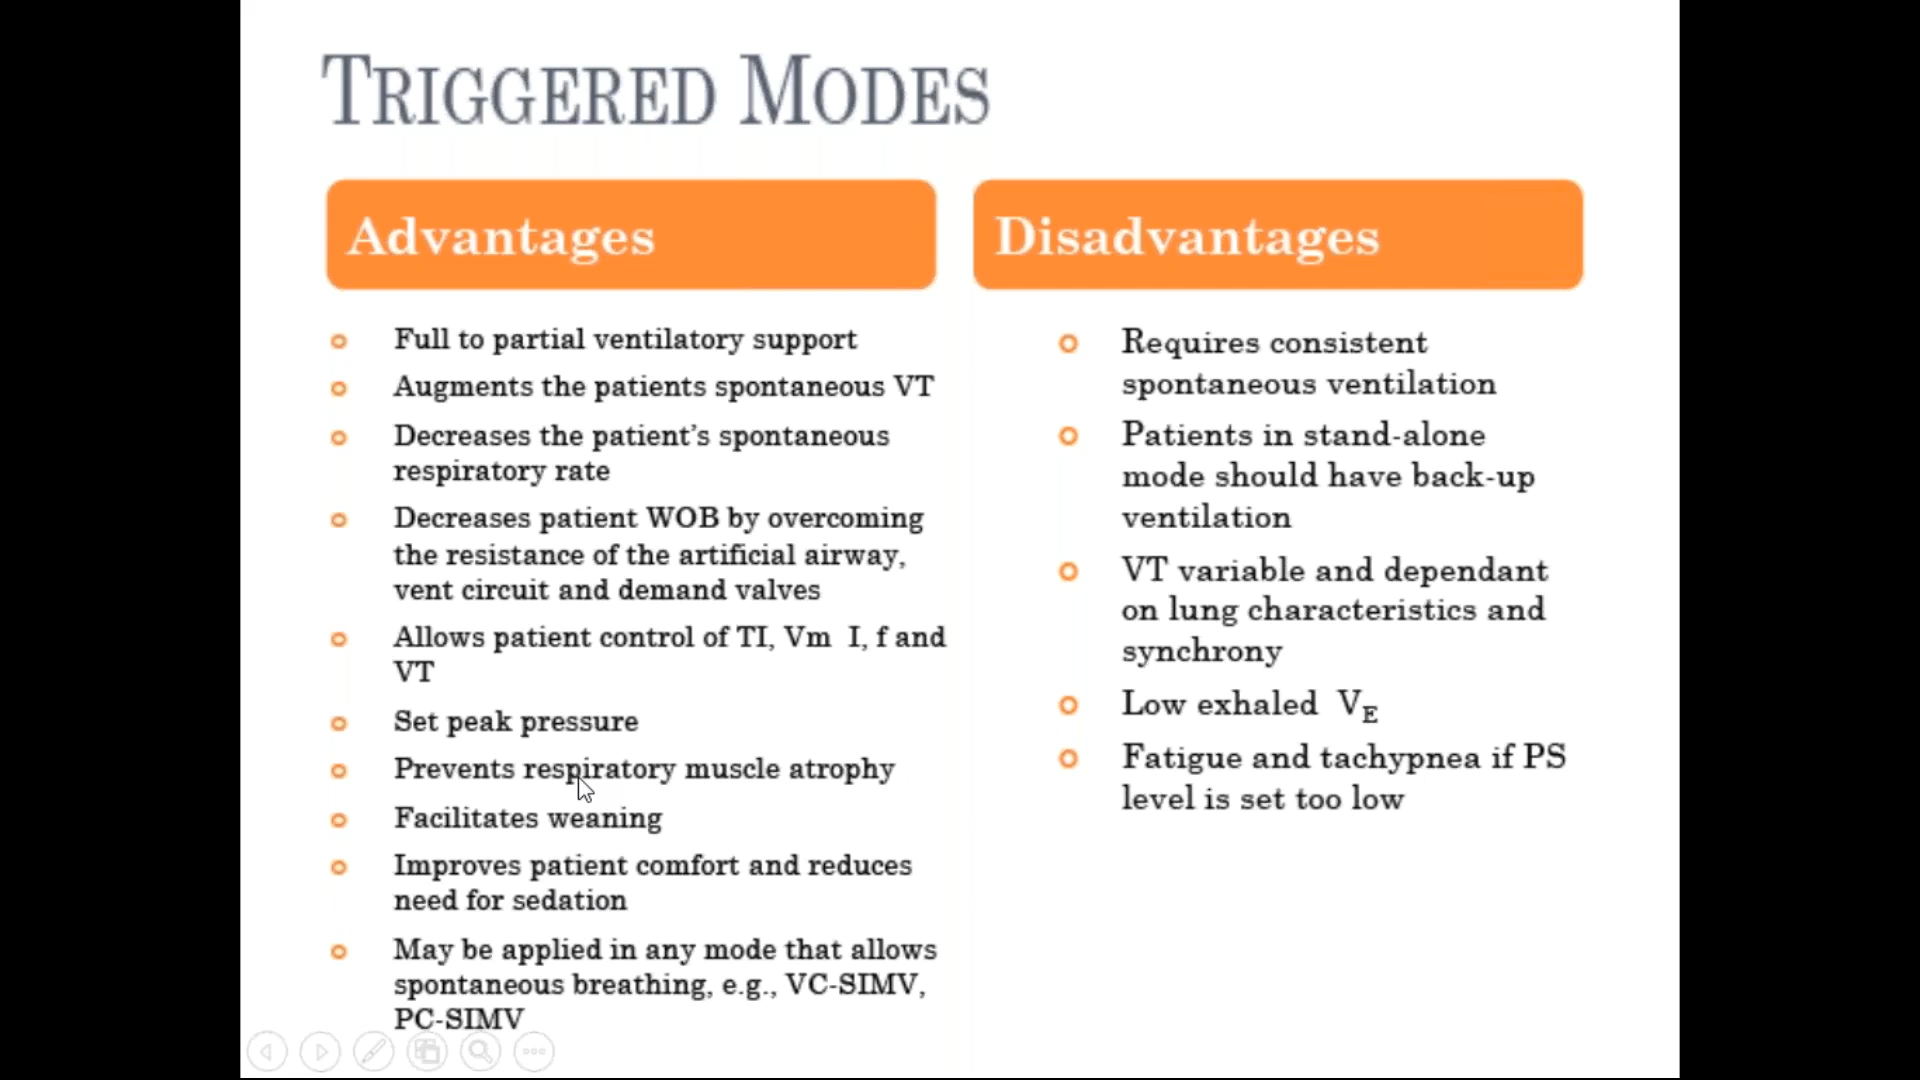 TRIGGERED MODES
Advantages
Full to partial ventilatory support
Augments the patients spontaneous VT
Decreases the patient’s spontaneous
respiratory rate
Decreases patient WOB by overcoming
the resistance of the artificial airway,
vent circuit and demand valves
Allows patient control of TI, Vm I, f and
VT
Set peak pressure
Prevents respiratory muscle atrophy
Facilitates weaning
Improves patient comfort and reduces
need for sedation
May be applied in any mode that allows
spontaneous breathing, e.g., VC-SIMV,
PC-SIMV
Disadvantages
Requires consistent
spontaneous ventilation
Patients in stand-alone
mode should have back-up
ventilation
VT variable and dependant
on lung characteristics and
synchrony
Low exhaled VE
Fatigue and tachypnea if PS
level is set too low